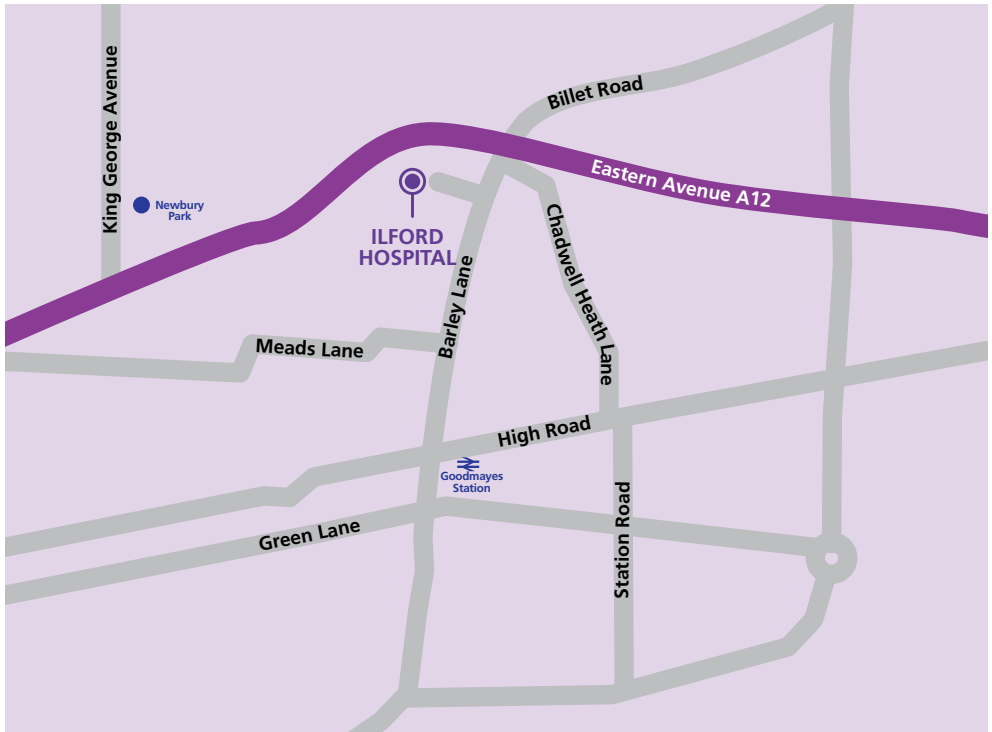 Billet Road
King George Avenue
Eastern Avenue A12
Newbury
Park
ILFORD
HOSPITAL
Chadwell Heath Lane
Barley Lane
Meads Lane
High Road
Goodmayes
Station
Green Lane
Station Road